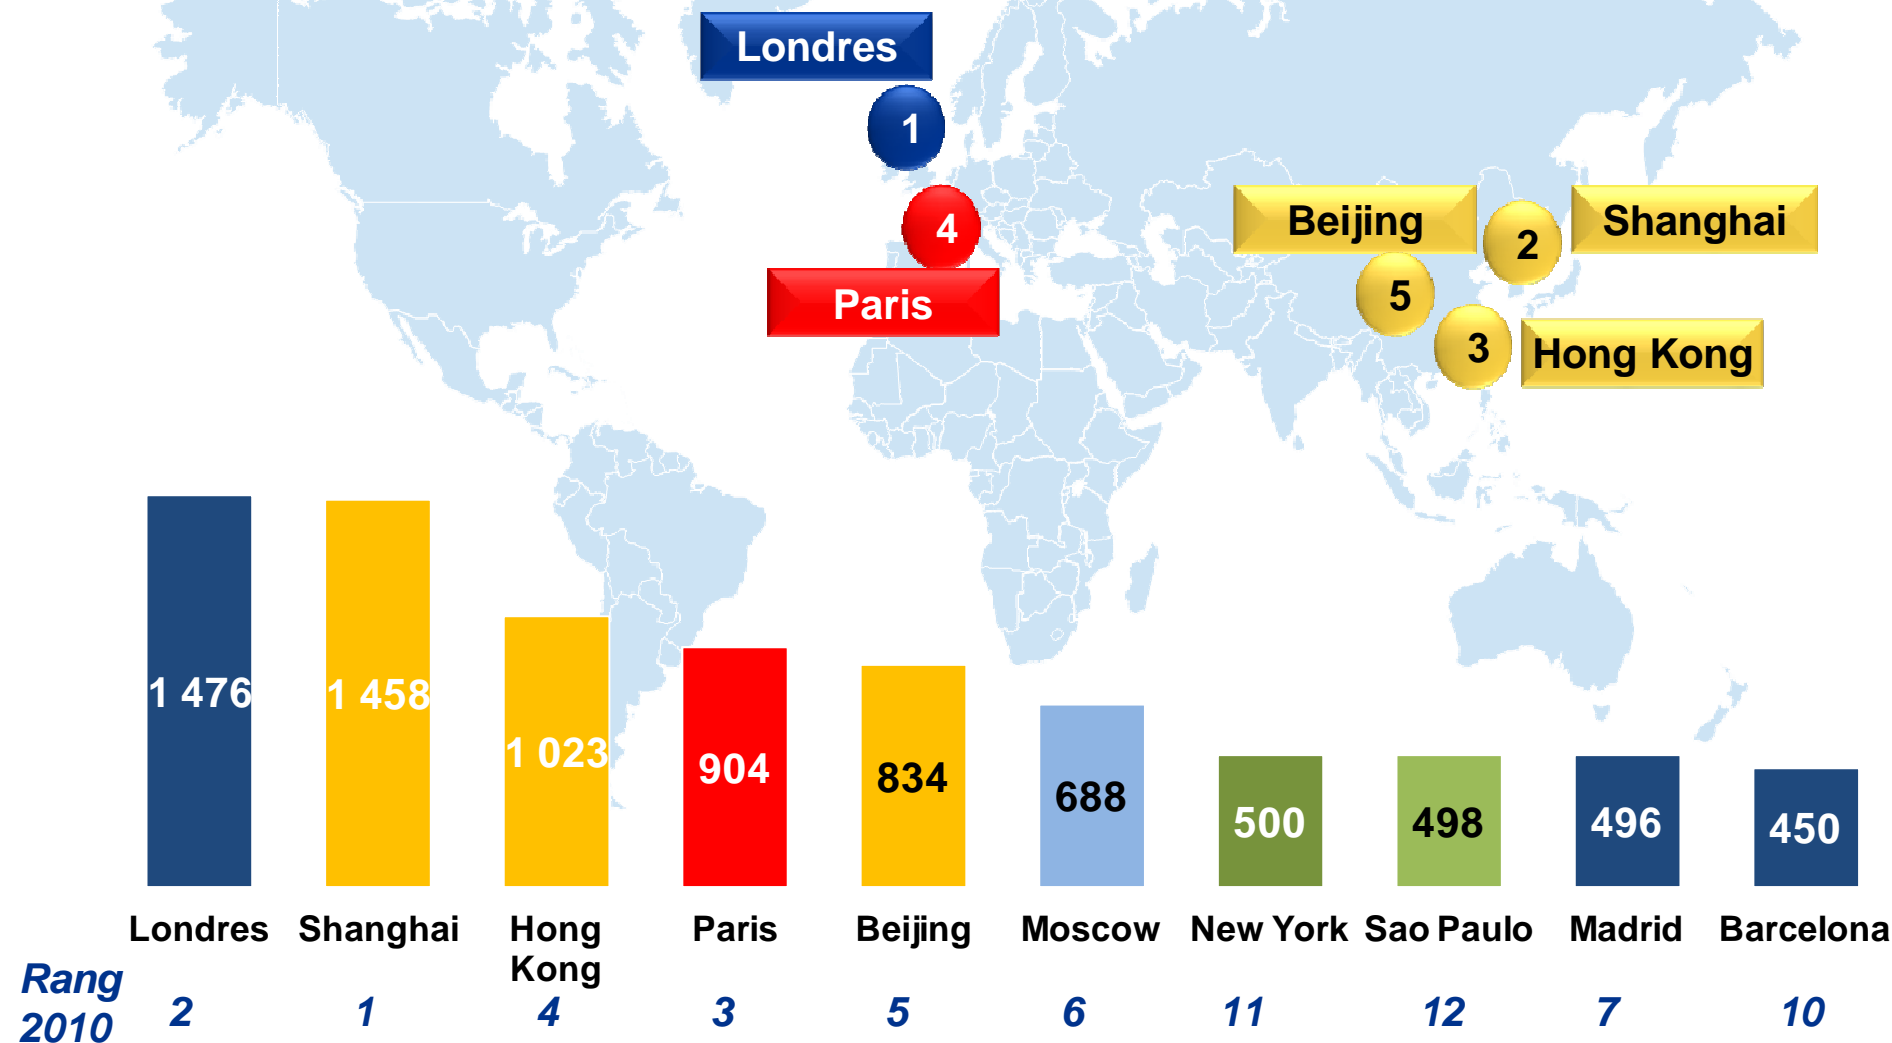 Londres
1
4
Paris
Beijing
2
Shanghai
5
3
Hong Kong
1 476
1 458
1 023
904
834
688
500
498
496
450
Londres
Shanghai
Hong
Kong
Paris
Beijing
Moscow
New York
Sao Paulo
Madrid
Barcelona
Rang
2010
2
1
4
3
5
6
11
12
7
10